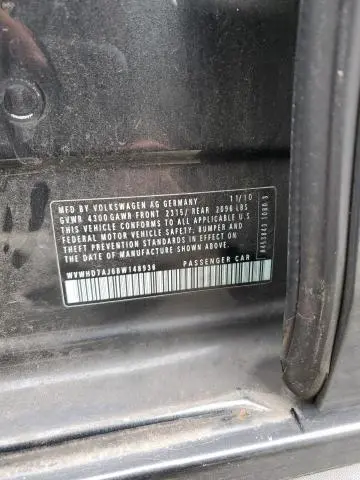 MFD BY VOLKSWAGEN AG GERMANY 11/10
GVWR 4300 GAWR FRONT 2315/ REAR 2096 LBS
THIS VEHICLE CONFORMS TO ALL APPLICABLE U.S
FEDERAL MOTOR VEHICLE SAFETY, BUMPER AND
THEFT PREVENTION STANDARDS IN EFFECT ON
THE DATE OF MANUFACTURE SHOWN ABOVE.
WVWHD7AJ6BW148936 PASSENGER CAR